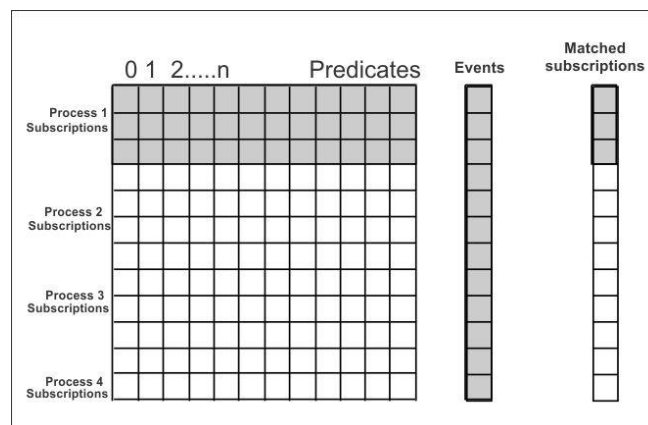 0 1 2.....n Predicates
Events
Matched
subscriptions
Process 1
Subscriptions
Process 2
Subscriptions
Process 3
Subscriptions
Process 4
Subscriptions